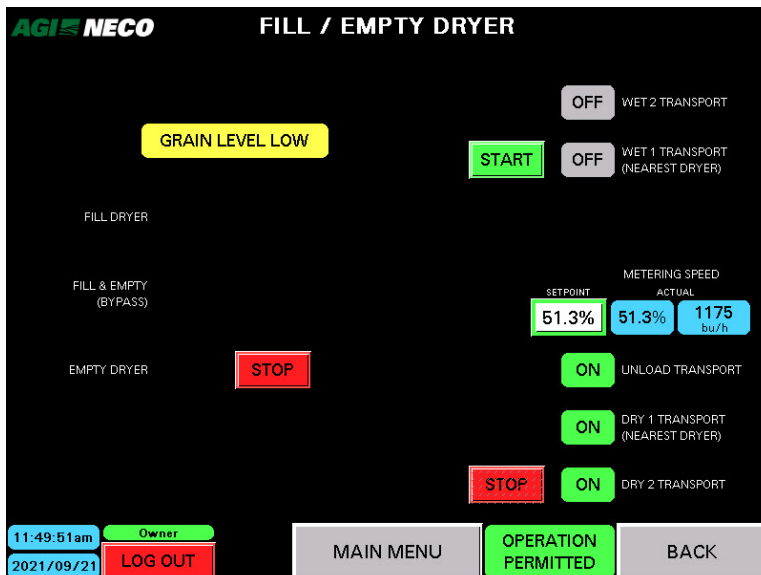 AGI NECO
FILL / EMPTY DRYER
OFF WET 2 TRANSPORT
GRAIN LEVEL LOW
START OFF WET 1 TRANSPORT
(NEAREST DRYER)
FILL DRYER
FILL & EMPTY
(BYPASS)
METERING SPEED
SETPOINT ACTUAL
51.3% 51.3% 1175
bu/h
EMPTY DRYER STOP ON UNLOAD TRANSPORT
ON DRY 1 TRANSPORT
(NEAREST DRYER)
STOP ON DRY 2 TRANSPORT
11:49:51am Owner
2021/09/21 LOG OUT
MAIN MENU
OPERATION
PERMITTED
BACK